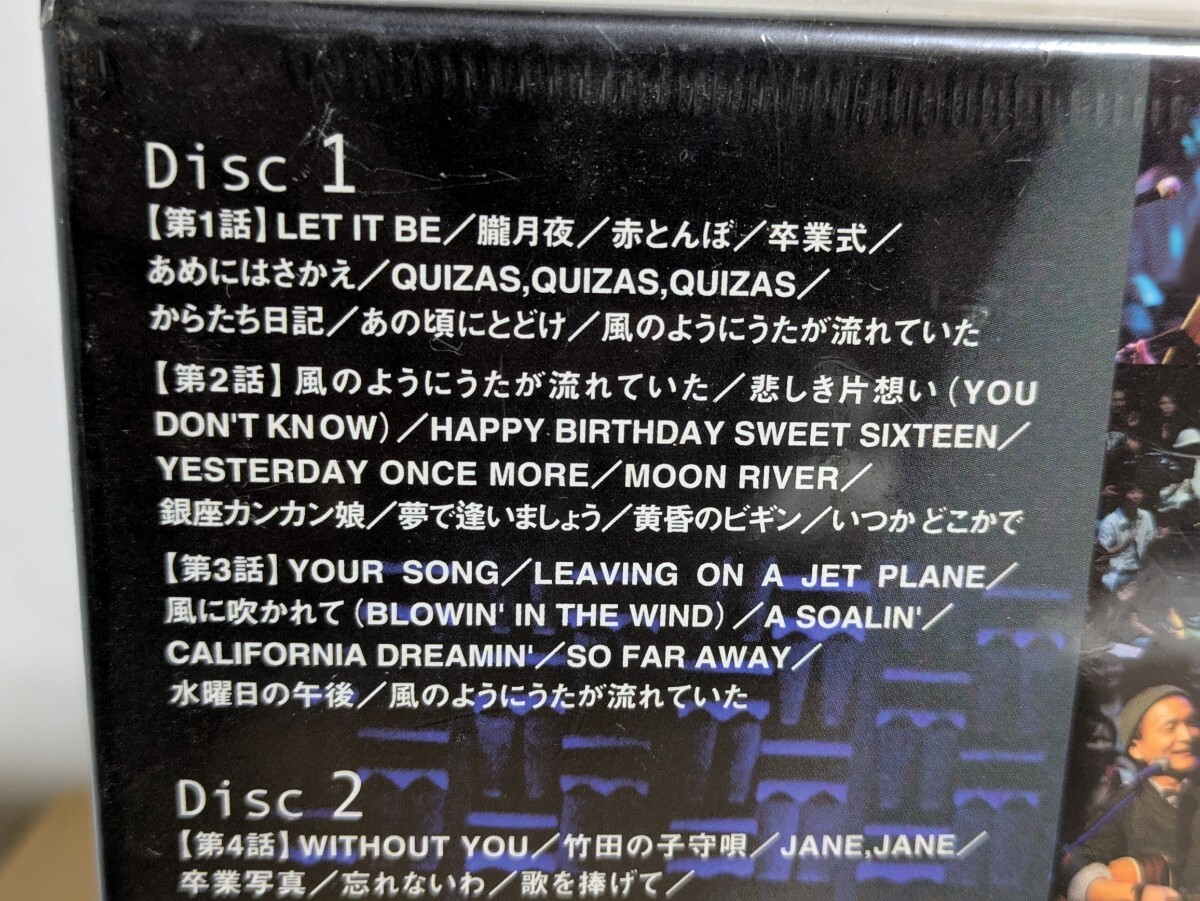 Disc 1
【第1話】LET IT BE／朧月夜／赤とんぼ／卒業式／
あめにはさかえ／QUIZAS,QUIZAS,QUIZAS／
からたち日記／あの頃にとどけ／風のようにうたが流れていた
【第2話】風のようにうたが流れていた／悲しき片想い(YOU
DON'T KNOW)／HAPPY BIRTHDAY SWEET SIXTEEN／
YESTERDAY ONCE MORE／MOON RIVER／
銀座カンカン娘／夢で逢いましょう／黄昏のビギン／いつか どこかで
【第3話】YOUR SONG／LEAVING ON A JET PLANE／
風に吹かれて(BLOWIN' IN THE WIND)／A SOALIN'／
CALIFORNIA DREAMIN'／SO FAR AWAY／
水曜日の午後／風のようにうたが流れていた
Disc 2
【第4話】WITHOUT YOU／竹田の子守唄／JANE,JANE／
卒業写真／忘れないわ／歌を捧げて／